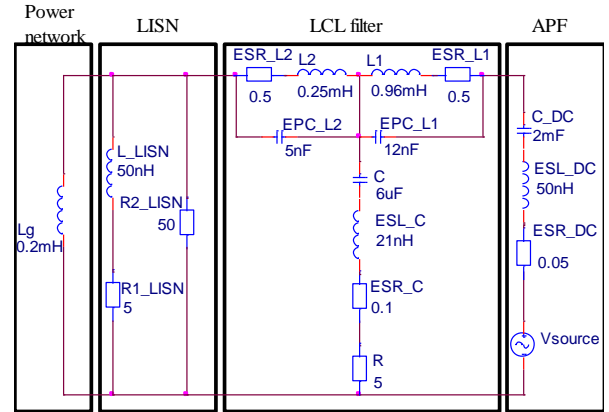 Power network
LISN
LCL filter
APF
ESR_L2
L2
L1
ESR_L1
0.5
0.25mH
0.96mH
0.5
EPC_L2
5nF
EPC_L1
12nF
C_DC
2mF
L_LISN
50nH
C
6uF
ESL_DC
50nH
R2_LISN
50
ESL_C
21nH
Lg
0.2mH
ESR_DC
0.05
R1_LISN
5
ESR_C
0.1
Vsource
R
5